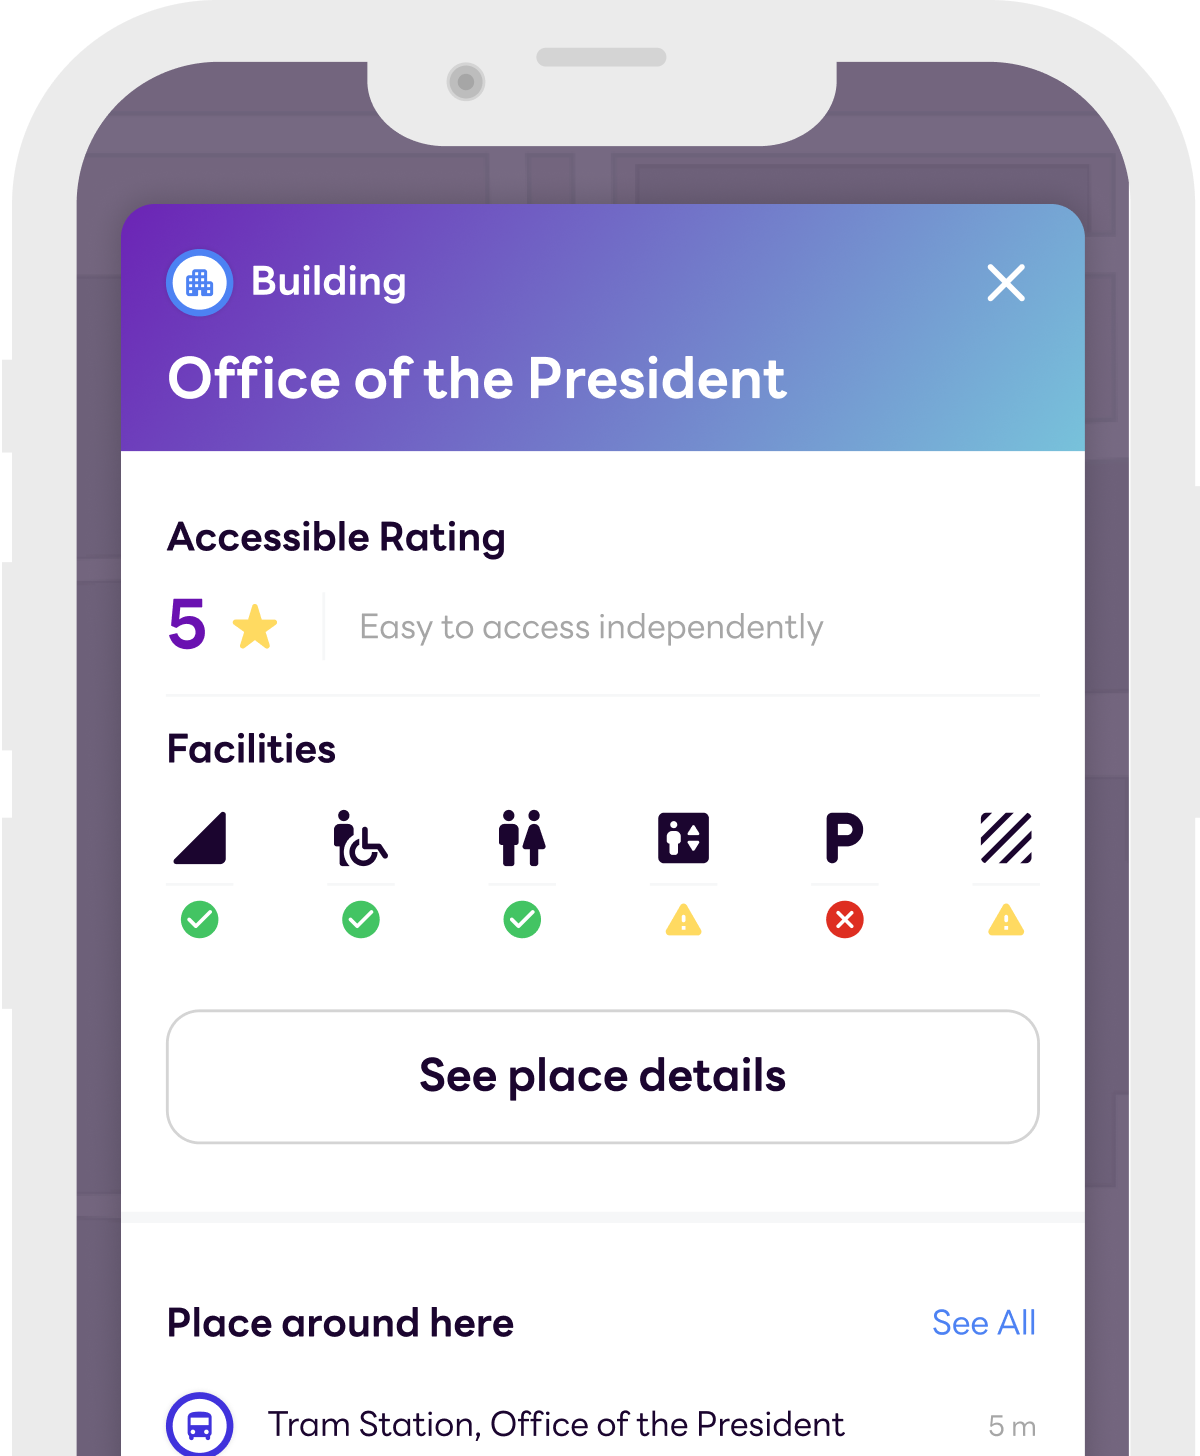 Building
Office of the President
Accessible Rating
5
Easy to access independently
Facilities
P
See place details
Place around here
See All
Tram Station, Office of the President
5 m